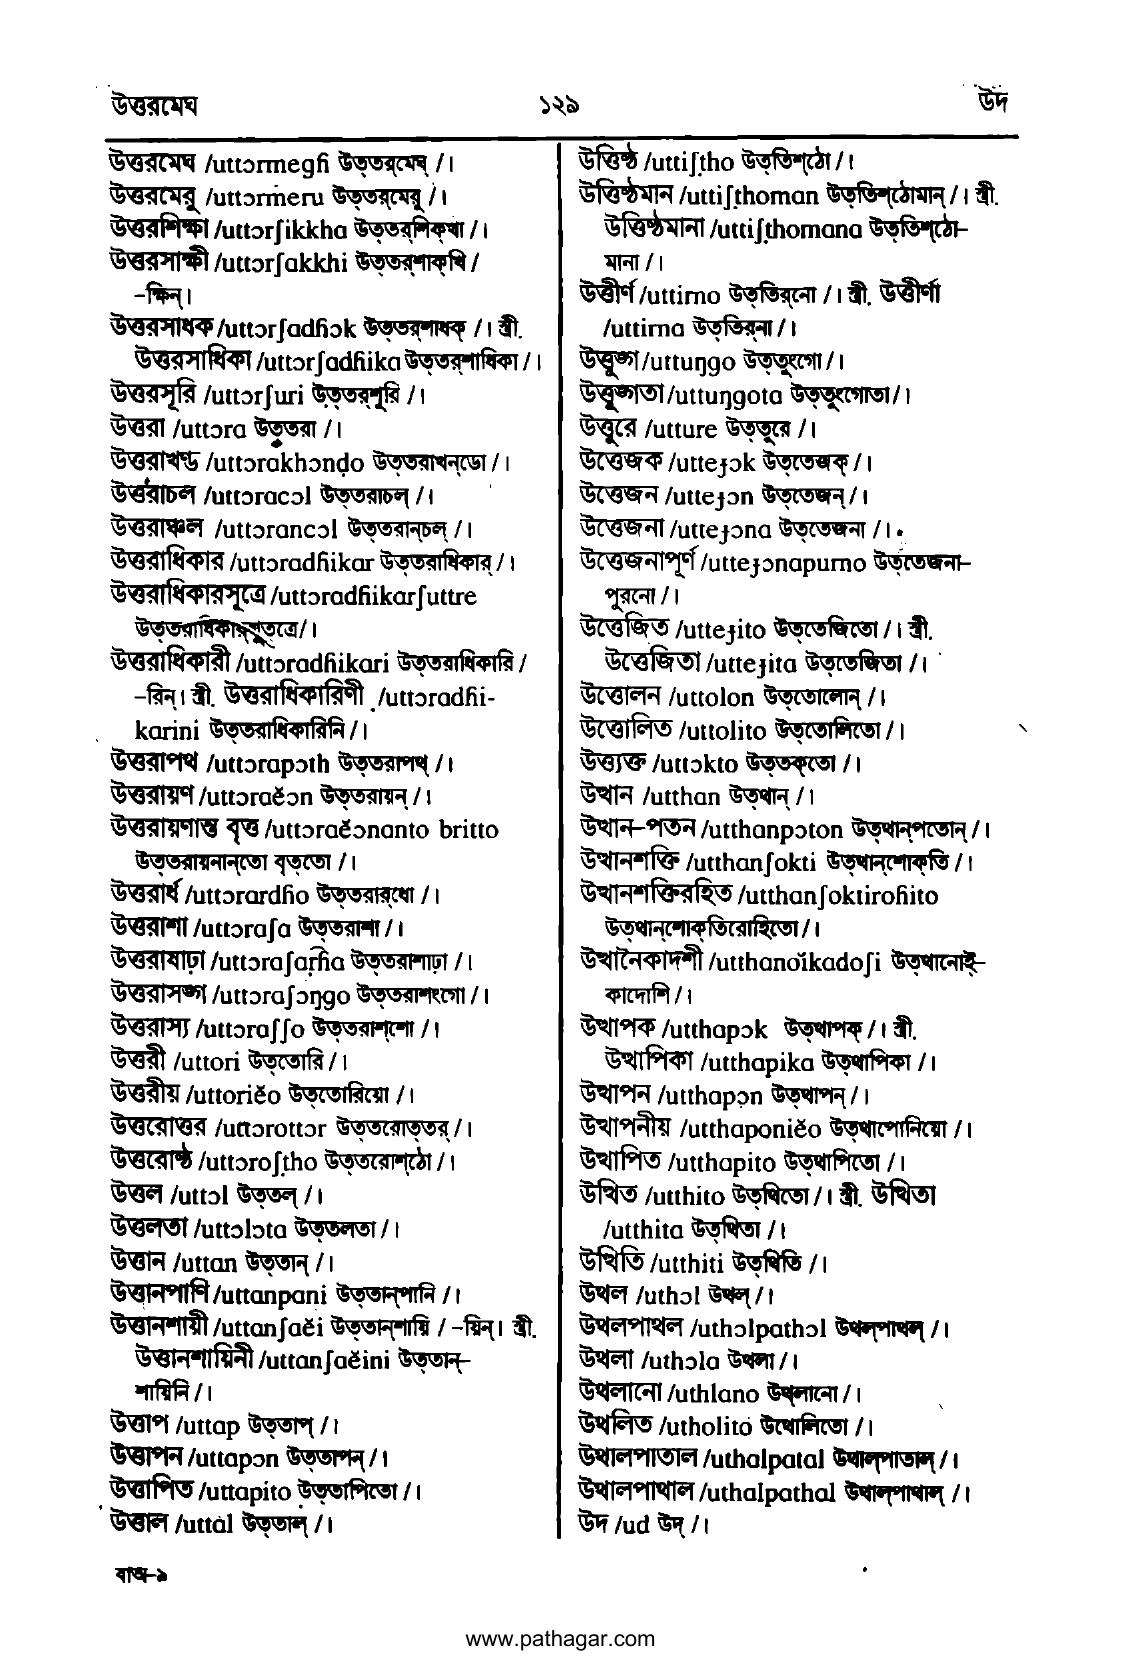 উত্তরমেঘ ১২৯ উদ
উত্তরমেঘ /uttɔrmegɦ উত্‌তর্‌মেঘ্ /।
উত্তরমেরু /uttɔrmeru উত্‌তর্‌মেরু /।
উত্তরশিক্ষা /uttɔrʃikkha উত্‌তর্‌শিক্‌খা /।
উত্তরসাক্ষী /uttɔrʃakkhi উত্‌তর্‌শাক্‌খি /
–ক্ষিন্।
উত্তরসাধক /uttɔrʃadɦɔk উত্‌তর্‌শাধক্ /। স্ত্রী.
উত্তরসাধিকা /uttɔrʃadɦika উত্‌তর্‌শাধিকা /।
উত্তরসূরি /uttɔrʃuri উত্‌তর্‌শুরি /।
উত্তরা /uttɔra উত্‌তরা /।
উত্তরাখণ্ড /uttɔrakhɔnḍo উত্‌তরাখন্‌ডো /।
উত্তরাচল /uttɔracɔl উত্‌তরাচল্ /।
উত্তরাঞ্চল /uttɔrancɔl উত্‌তরান্‌চল্ /।
উত্তরাধিকার /uttɔradɦikar উত্‌তরাধিকার্ /।
উত্তরাধিকারসূত্রে /uttɔradɦikarʃuttre
উত্‌তরাধিকার্‌শুত্‌ত্রে/।
উত্তরাধিকারী /uttɔradɦikari উত্‌তরাধিকারি /
–রিন্। স্ত্রী. উত্তরাধিকারিণী /uttɔradɦi-
karini উত্‌তরাধিকারিনি /।
উত্তরাপথ /uttɔrapɔth উত্‌তরাপথ্ /।
উত্তরায়ণ /uttɔraĕɔn উত্‌তরায়ন্ /।
উত্তরায়ণান্ত বৃত্ত /uttɔraĕɔnanto britto
উত্‌তরায়নান্‌তো বৃত্‌তো /।
উত্তরার্ধ /uttɔrardɦo উত্‌তরার্‌ধো /।
উত্তরাশা /uttɔraʃa উত্‌তরাশা /।
উত্তরাষাঢ়া /uttɔraʃaṛɦa উত্‌তরাশাঢ়া /।
উত্তরাসঙ্গ /uttɔraʃɔŋgo উত্‌তরাশংগো /।
উত্তরাস্য /uttɔraʃʃo উত্‌তরাশ্‌শো /।
উত্তরী /uttori উত্‌তোরি /।
উত্তরীয় /uttoriĕo উত্‌তোরিয়ো /।
উত্তরোত্তর /uttɔrottɔr উত্‌তরোত্‌তর্ /।
উত্তরোষ্ঠ /uttɔroʃṭho উত্‌তরোশ্‌ঠো /।
উত্তল /uttɔl উত্‌তল্ /।
উত্তলতা /uttɔlɔta উত্‌তলতা /।
উত্তান /uttan উত্‌তান্ /।
উত্তানপাণি /uttanpani উত্‌তান্‌পানি /।
উত্তানশায়ী /uttanʃaĕi উত্‌তান্‌শায়ি / –য়িন্। স্ত্রী.
উত্তানশায়িনী /uttanʃaĕini উত্‌তান্‌–
শায়িনি /।
উত্তাপ /uttap উত্‌তাপ্ /।
উত্তাপন /uttapɔn উত্‌তাপন্ /।
উত্তাপিত /uttapito উত্‌তাপিতো /।
উত্তাল /uttal উত্‌তাল্ /।
বাঅ–৯
উত্তিষ্ঠ /uttiʃṭho উত্‌তিশ্‌ঠো /।
উত্তিষ্ঠমান /uttiʃṭhoman উত্‌তিশ্‌ঠোমান্ /। স্ত্রী.
উত্তিষ্ঠমানা /uttiʃṭhomana উত্‌তিশ্‌ঠো–
মানা /।
উত্তীর্ণ /uttirno উত্‌তির্‌নো /। স্ত্রী. উত্তীর্ণা
/uttirna উত্‌তির্‌না /।
উত্তুঙ্গ /uttuŋgo উত্‌তুংগো /।
উত্তুঙ্গতা /uttuŋgota উত্‌তুংগোতা /।
উত্তুরে /utture উত্‌তুরে /।
উত্তেজক /utteɟɔk উত্‌তেজক্ /।
উত্তেজন /utteɟɔn উত্‌তেজন্ /।
উত্তেজনা /utteɟɔna উত্‌তেজনা /।
উত্তেজনাপূর্ণ /utteɟɔnapurno উত্‌তেজনা–
পুরনো /।
উত্তেজিত /utteɟito উত্‌তেজিতো /। স্ত্রী.
উত্তেজিতা /utteɟita উত্‌তেজিতা /।
উত্তোলন /uttolon উত্‌তোলোন্ /।
উত্তোলিত /uttolito উত্‌তোলিতো /।
উত্ত্যক্ত /uttɔkto উত্‌তক্‌তো /।
উত্থান /utthan উত্‌থান্ /।
উত্থান–পতন /utthanpɔton উত্‌থান্‌পতোন্ /।
উত্থানশক্তি /utthanʃokti উত্‌থান্‌শোক্‌তি /।
উত্থানশক্তিরহিত /utthanʃoktiroɦito
উত্‌থান্‌শোক্‌তিরোহিতো /।
উত্থানৈকাদশী /utthanoĭkadoʃi উত্‌থানোই্–
কাদোশি /।
উত্থাপক /utthapɔk উত্‌থাপক্ /। স্ত্রী.
উত্থাপিকা /utthapika উত্‌থাপিকা /।
উত্থাপন /utthapɔn উত্‌থাপন্ /।
উত্থাপনীয় /utthaponiĕo উত্‌থাপোনিয়ো /।
উত্থাপিত /utthapito উত্‌থাপিতো /।
উত্থিত /utthito উত্‌থিতো /। স্ত্রী. উত্থিতা
/utthita উত্‌থিতা /।
উত্থিতি /utthiti উত্‌থিতি /।
উথল /uthɔl উথল্ /।
উথলপাথল /uthɔlpathɔl উথল্‌পাথল্ /।
উথলা /uthɔla উথলা /।
উথলানো /uthlano উথ্‌লানো /।
উথলিত /utholito উথোলিতো /।
উথালপাতাল /uthalpatal উথাল্‌পাতাল্ /।
উথালপাথাল /uthalpathal উথাল্‌পাথাল্ /।
উদ /ud উদ্ /।
www.pathagar.com